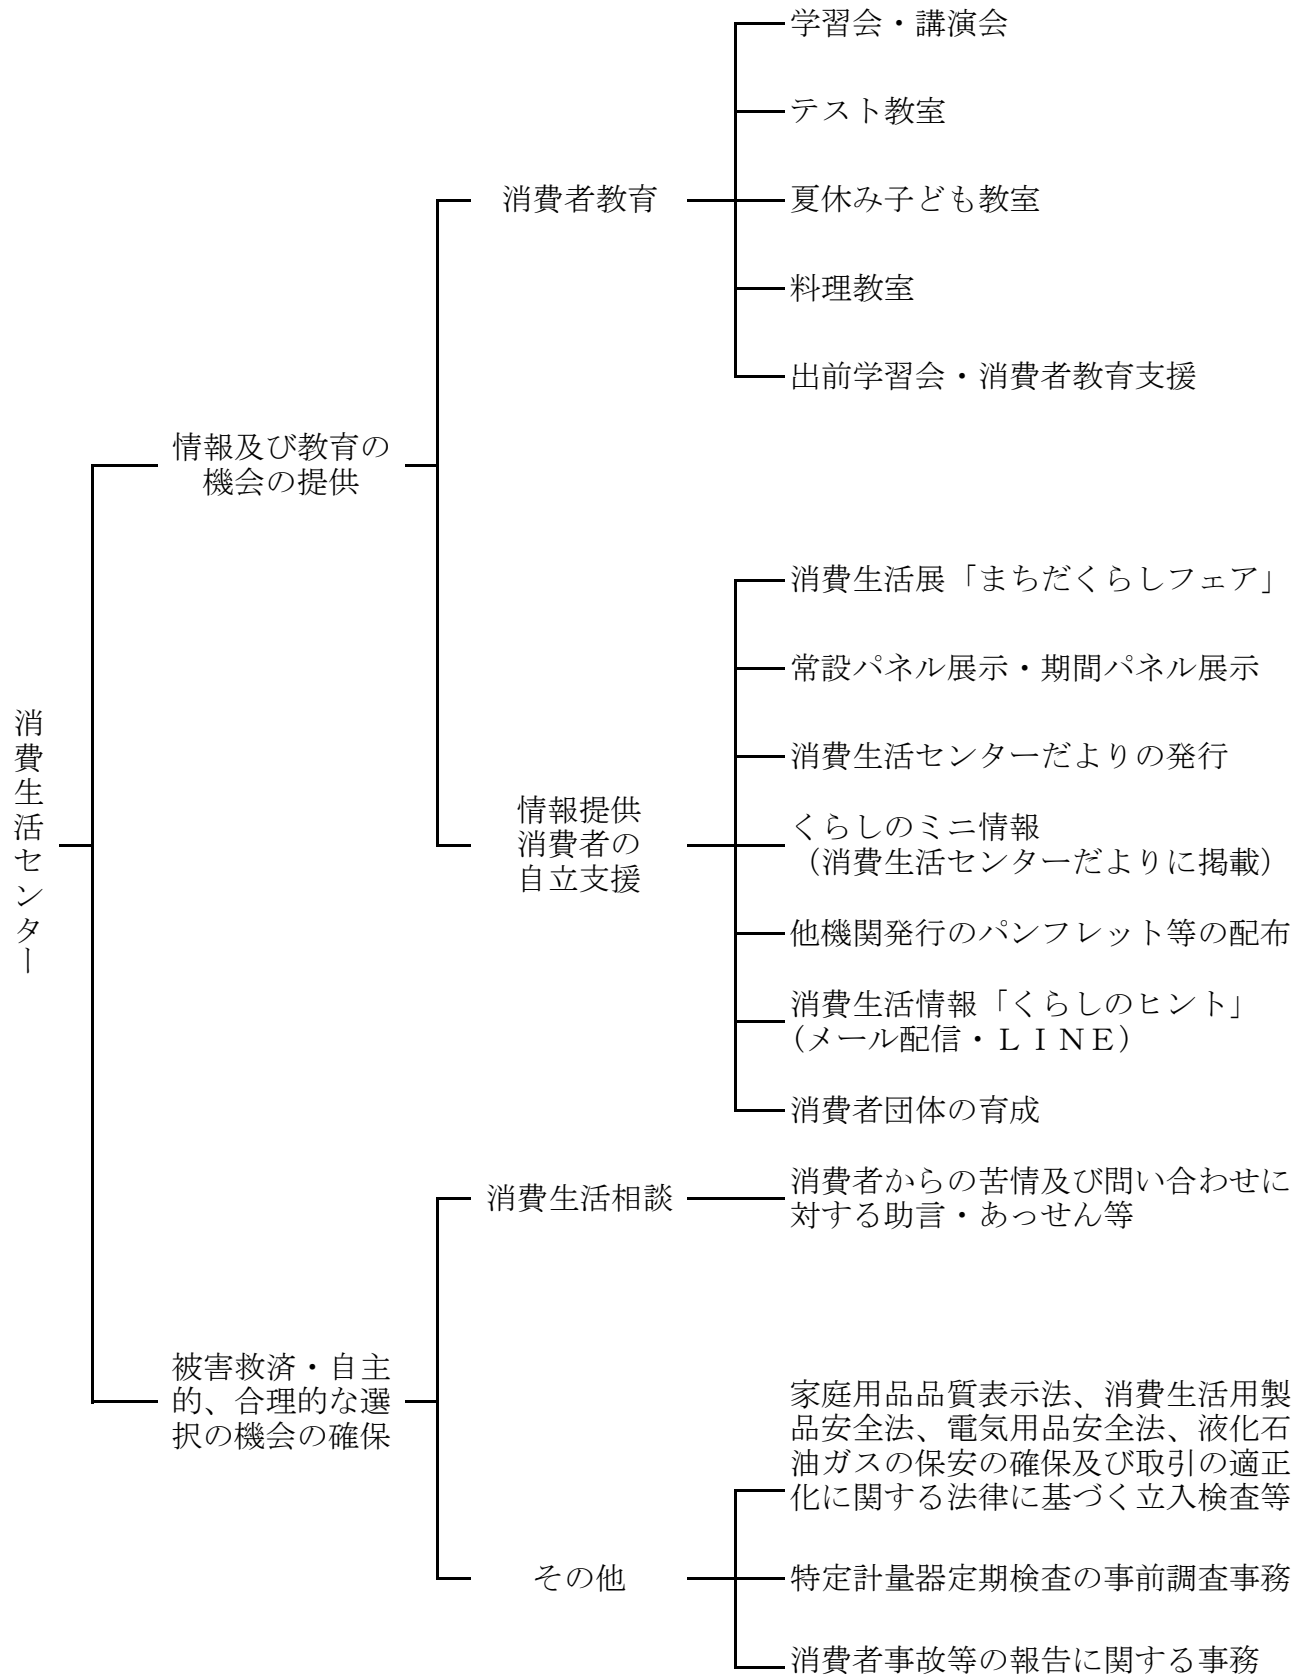 消費生活センター
情報及び教育の
機会の提供
消費者教育
学習会・講演会
テスト教室
夏休み子ども教室
料理教室
出前学習会・消費者教育支援
情報提供
消費者の
自立支援
消費生活展「まちだくらしフェア」
常設パネル展示・期間パネル展示
消費生活センターだよりの発行
くらしのミニ情報
（消費生活センターだよりに掲載）
他機関発行のパンフレット等の配布
消費生活情報「くらしのヒント」
（メール配信・ＬＩＮＥ）
消費者団体の育成
被害救済・自主
的、合理的な選
択の機会の確保
消費生活相談
消費者からの苦情及び問い合わせに
対する助言・あっせん等
その他
家庭用品品質表示法、消費生活用製
品安全法、電気用品安全法、液化石
油ガスの保安の確保及び取引の適正
化に関する法律に基づく立入検査等
特定計量器定期検査の事前調査事務
消費者事故等の報告に関する事務